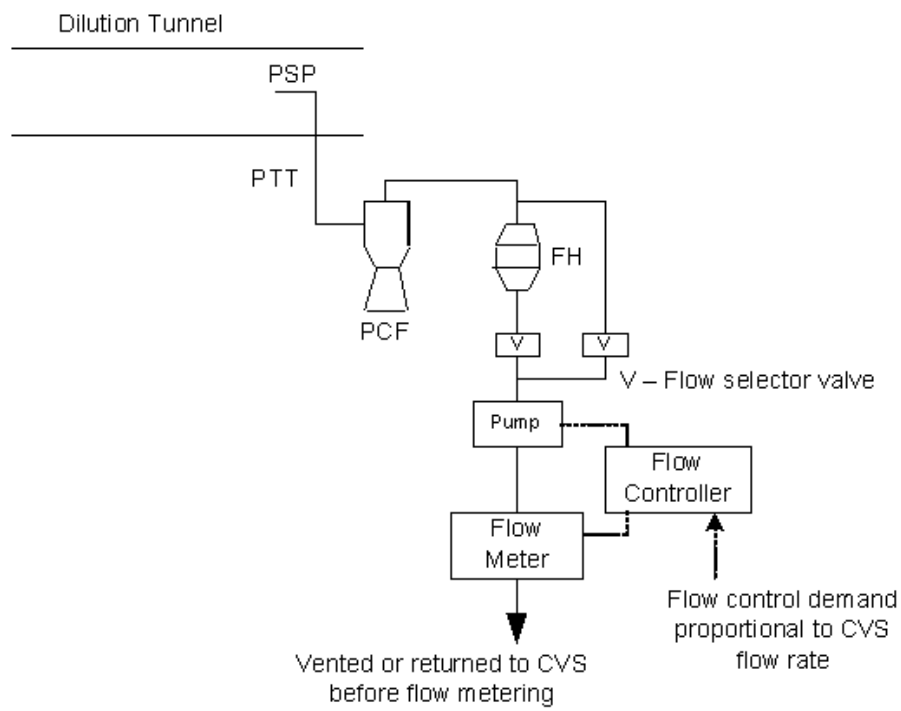 Dilution Tunnel
PSP
PTT
FH
PCF
V
V
V – Flow selector valve
Pump
Flow
Controller
Flow
Meter
Flow control demand
proportional to CVS
flow rate
Vented or returned to CVS
before flow metering